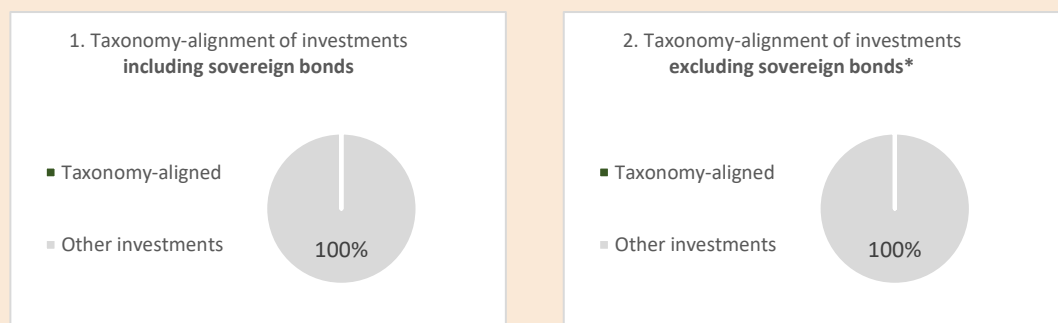 1. Taxonomy-alignment of investments
including sovereign bonds
Taxonomy-aligned
Other investments
100%
2. Taxonomy-alignment of investments
excluding sovereign bonds*
Taxonomy-aligned
Other investments
100%